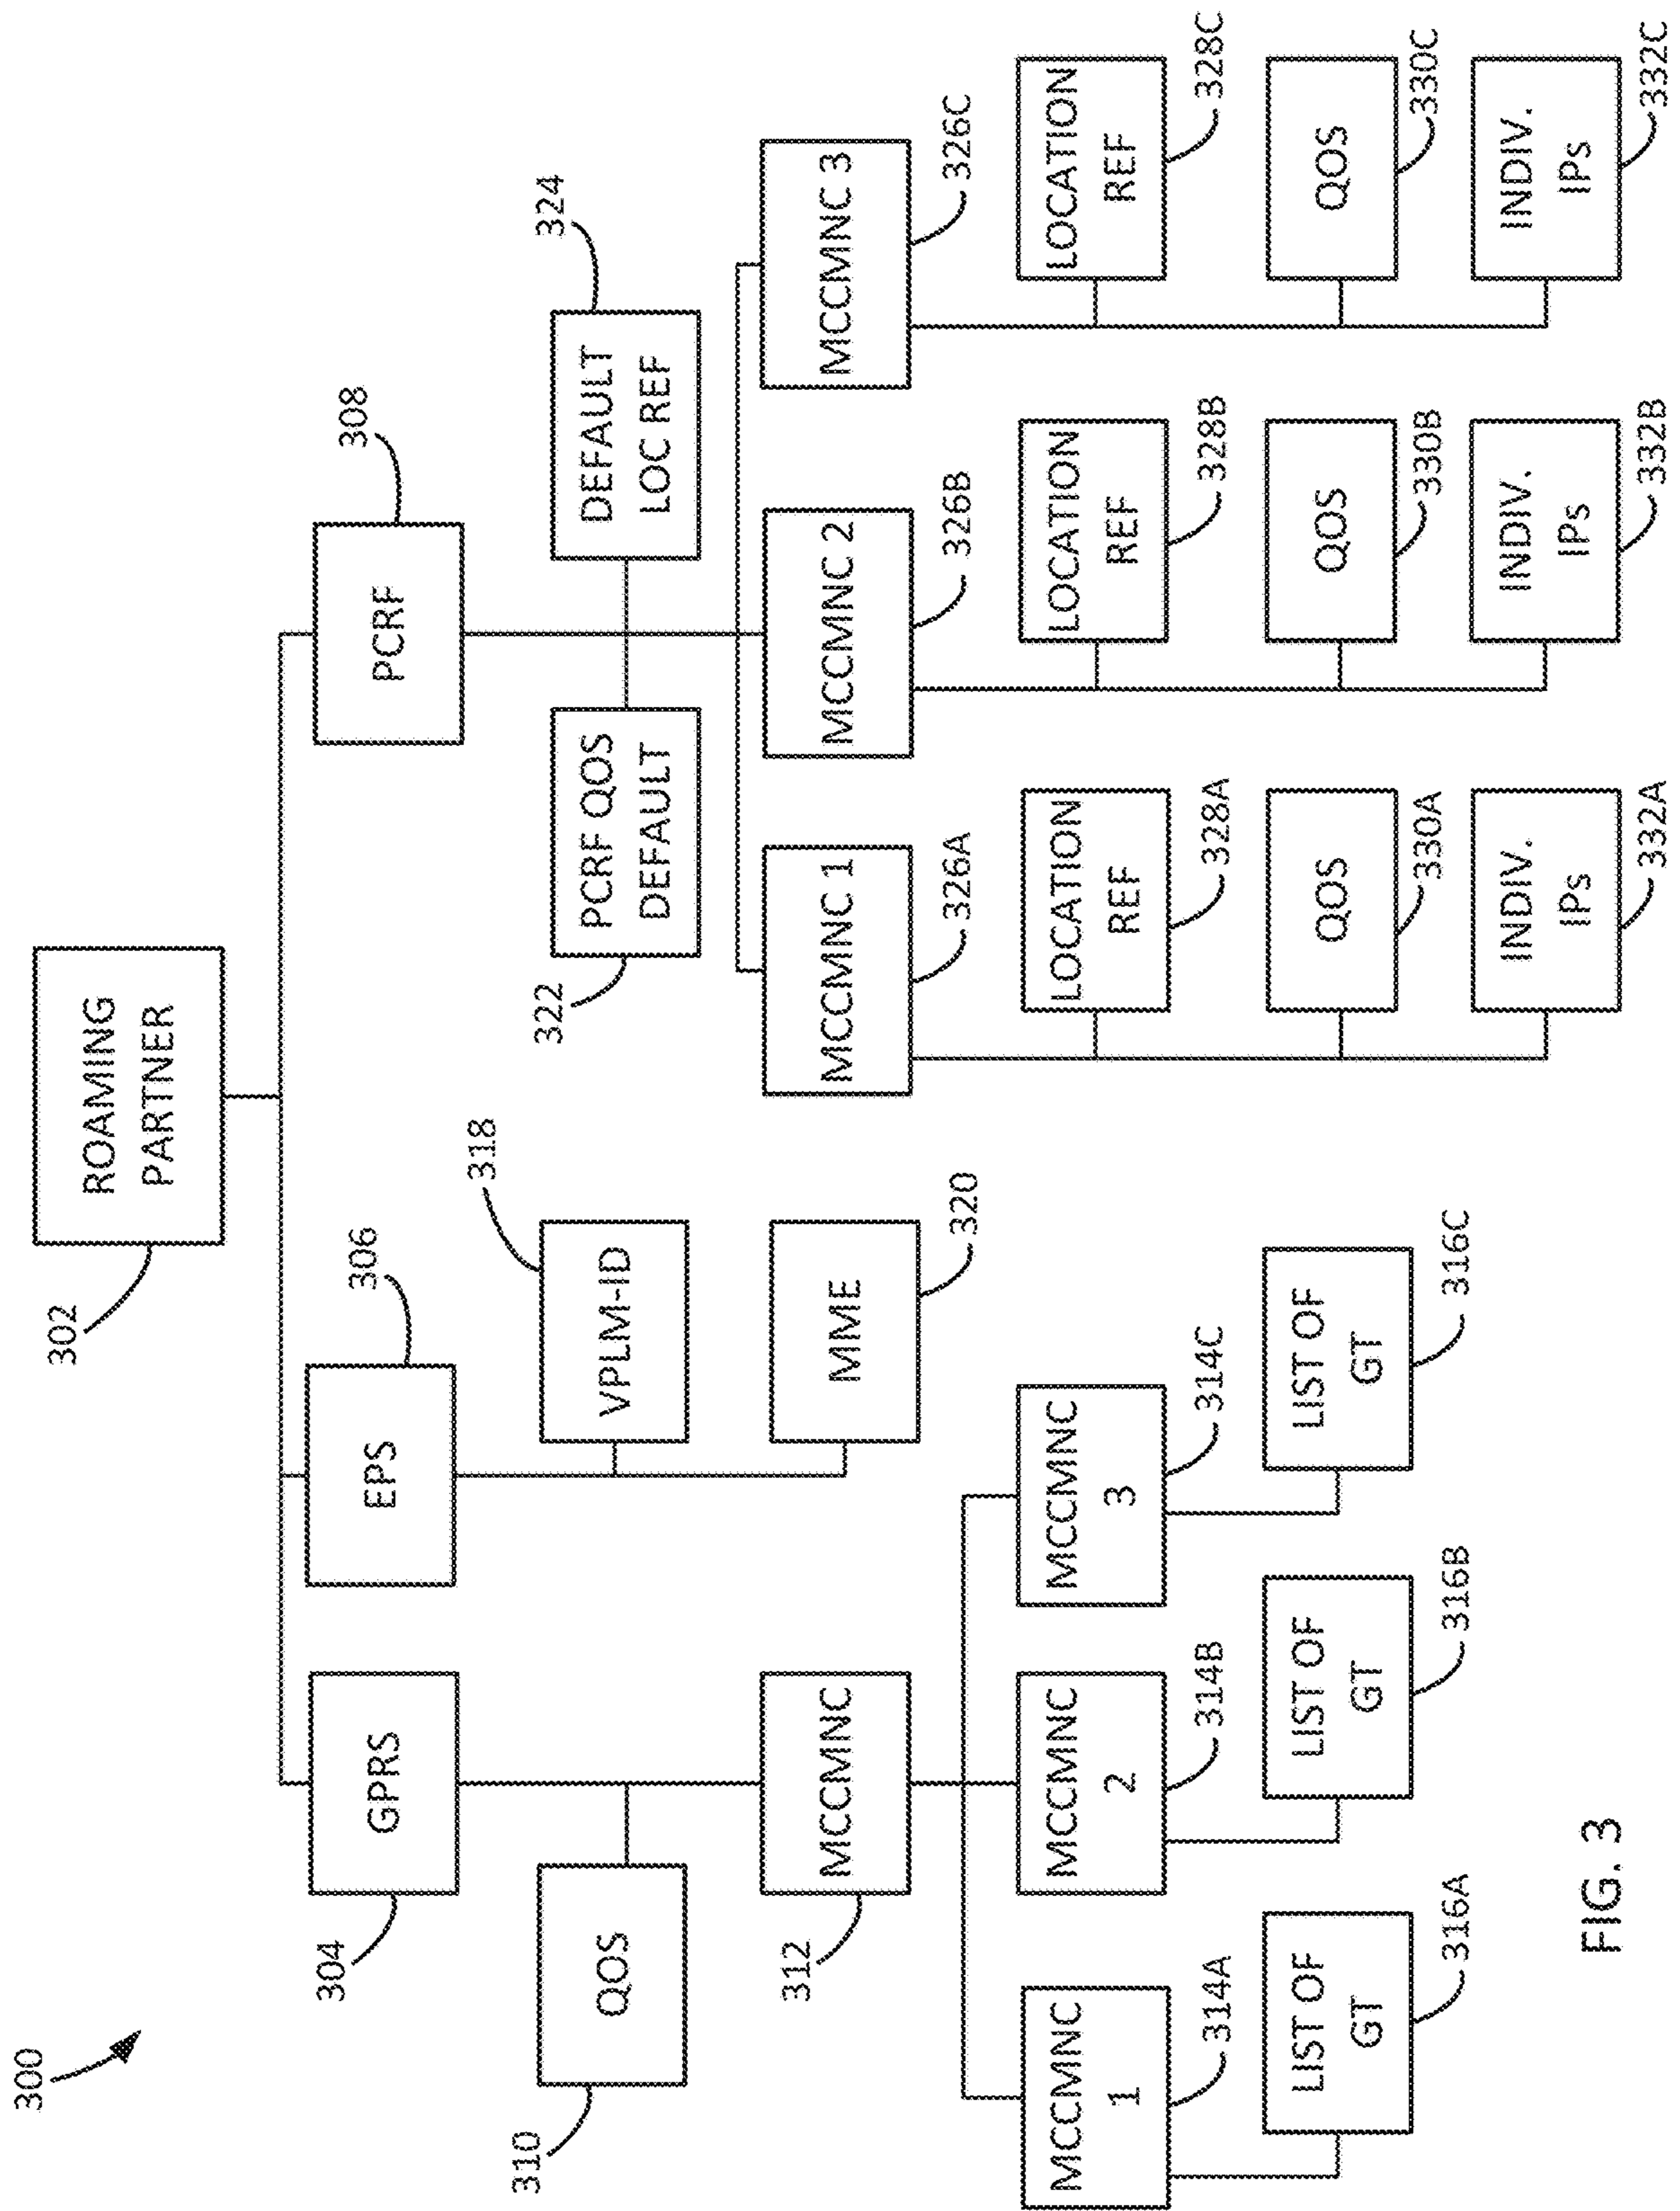 300
ROAMING
PARTNER
302
GPRS
304
EPS
306
PCRF
308
QOS
310
VPLM-ID
318
PCRF QOS
DEFAULT
322
DEFAULT
LOC REF
324
MCCMNC
312
MME
320
MCCMNC 1
326A
MCCMNC 2
326B
MCCMNC 3
326C
MCCMNC
1
314A
MCCMNC
2
314B
MCCMNC
3
314C
LOCATION
REF
328A
LOCATION
REF
328B
LOCATION
REF
328C
LIST OF
GT
316A
LIST OF
GT
316B
LIST OF
GT
316C
QOS
330A
QOS
330B
QOS
330C
INDIV.
IPs
332A
INDIV.
IPs
332B
INDIV.
IPs
332C
FIG. 3